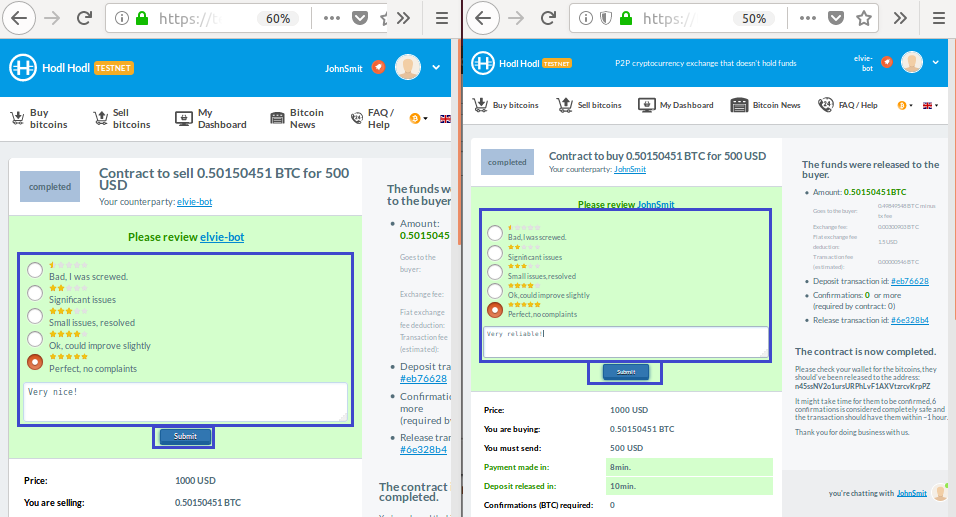 https://t
60%
Hodl Hodl TESTNET
JohnSmit
Buy bitcoins
Sell bitcoins
My Dashboard
Bitcoin News
FAQ / Help
completed
Contract to sell 0.50150451 BTC for 500 USD
Your counterparty: elvie-bot
Please review elvie-bot
Bad, I was screwed.
Significant issues
Small issues, resolved
Ok, could improve slightly
Perfect, no complaints
Very nice!
Submit
Price: 1000 USD
You are selling: 0.50150451 BTC
The funds w
to the buyer
Amount:
0.5015045
Goes to the buyer:
Exchange fee:
Fiat exchange fee deduction:
Transaction fee (estimated):
Deposit tra
#eb76628
Confirmatio
more
(required by
Release tran
#6e328b4
The contract
completed.
https://
50%
Hodl Hodl TESTNET
P2P cryptocurrency exchange that doesn't hold funds
elvie-bot
Buy bitcoins
Sell bitcoins
My Dashboard
Bitcoin News
FAQ / Help
completed
Contract to buy 0.50150451 BTC for 500 USD
Your counterparty: JohnSmit
Please review JohnSmit
Bad, I was screwed.
Significant issues
Small issues, resolved
Ok, could improve slightly
Perfect, no complaints
Very reliable!
Submit
Price: 1000 USD
You are buying: 0.50150451 BTC
You must send: 500 USD
Payment made in: 8min.
Deposit released in: 10min.
Confirmations (BTC) required: 0
The funds were released to the buyer.
Amount: 0.50150451BTC
Goes to the buyer: BTC minus tx fee
Exchange fee: BTC
Fiat exchange fee deduction: 1.5 USD
Transaction fee (estimated): BTC
Deposit transaction id: #eb76628
Confirmations: 0 or more
(required by contract: 0)
Release transaction id: #6e328b4
The contract is now completed.
Please check your wallet for the bitcoins, they
should've been released to the address:
It might take time for them to be confirmed, 6
confirmations is considered completely safe and
the transaction should have them within ~1 hour.
Thank you for doing business with us.
you're chatting with JohnSmit